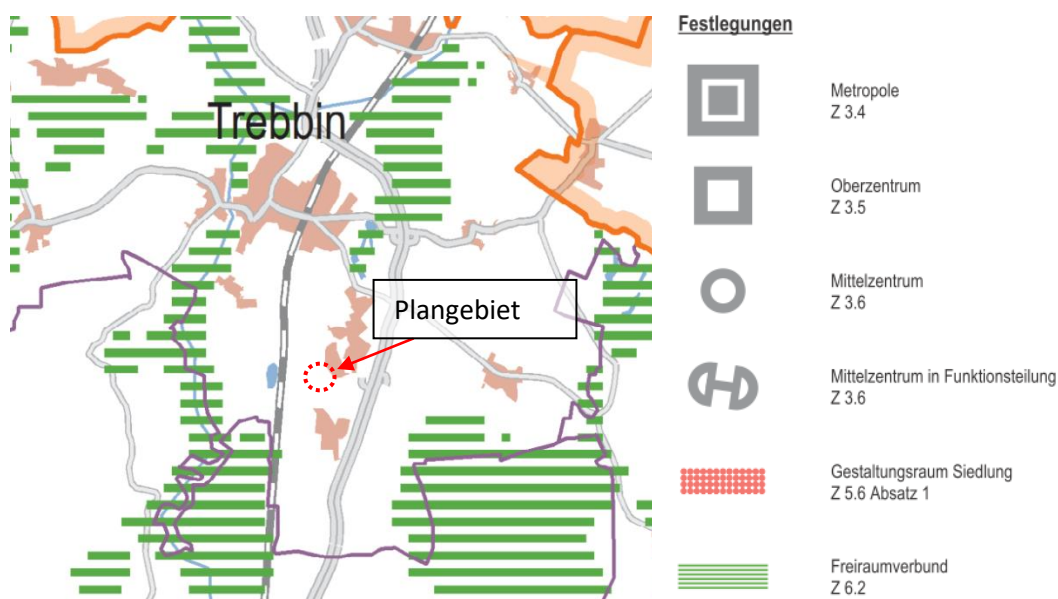 Trebbin
Plangebiet
Festlegungen
Metropole
Z 3.4
Oberzentrum
Z 3.5
Mittelzentrum
Z 3.6
Mittelzentrum in Funktionsteilung
Z 3.6
Gestaltungsraum Siedlung
Z 5.6 Absatz 1
Freiraumverbund
Z 6.2